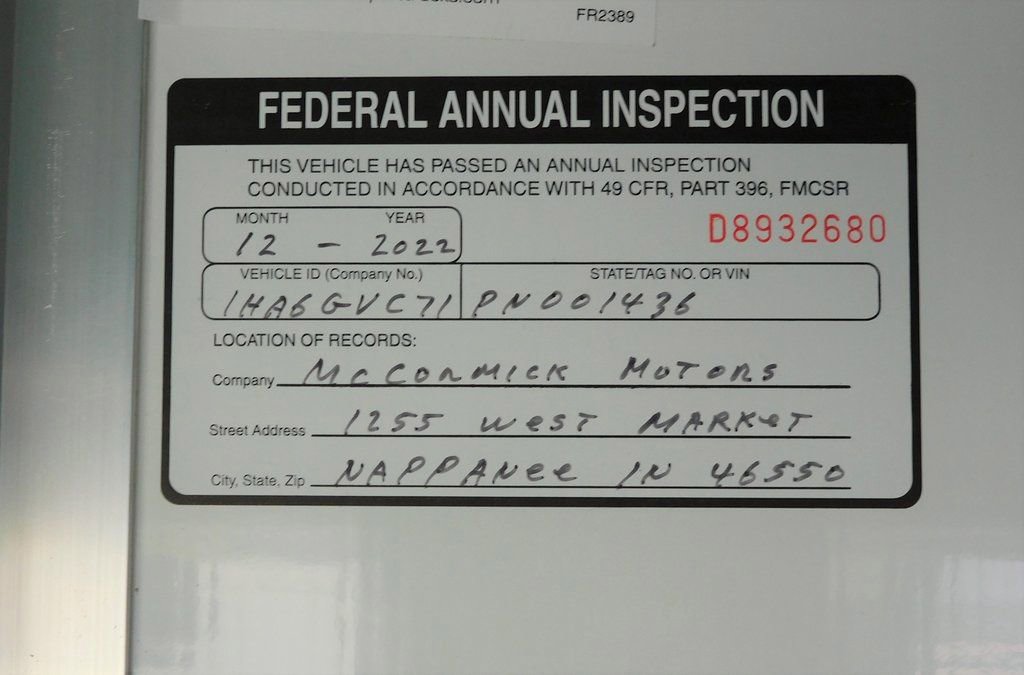 FR2389
FEDERAL ANNUAL INSPECTION
THIS VEHICLE HAS PASSED AN ANNUAL INSPECTION
CONDUCTED IN ACCORDANCE WITH 49 CFR, PART 396, FMCSR
MONTH YEAR
12 - 2022
D8932680
VEHICLE ID (Company No.) STATE/TAG NO. OR VIN
1HA6GVC71 PN001436
LOCATION OF RECORDS:
Company McCORMICK MOTORS
Street Address 1255 WeST MARKeT
City, State, Zip NAPPANee IN 46550